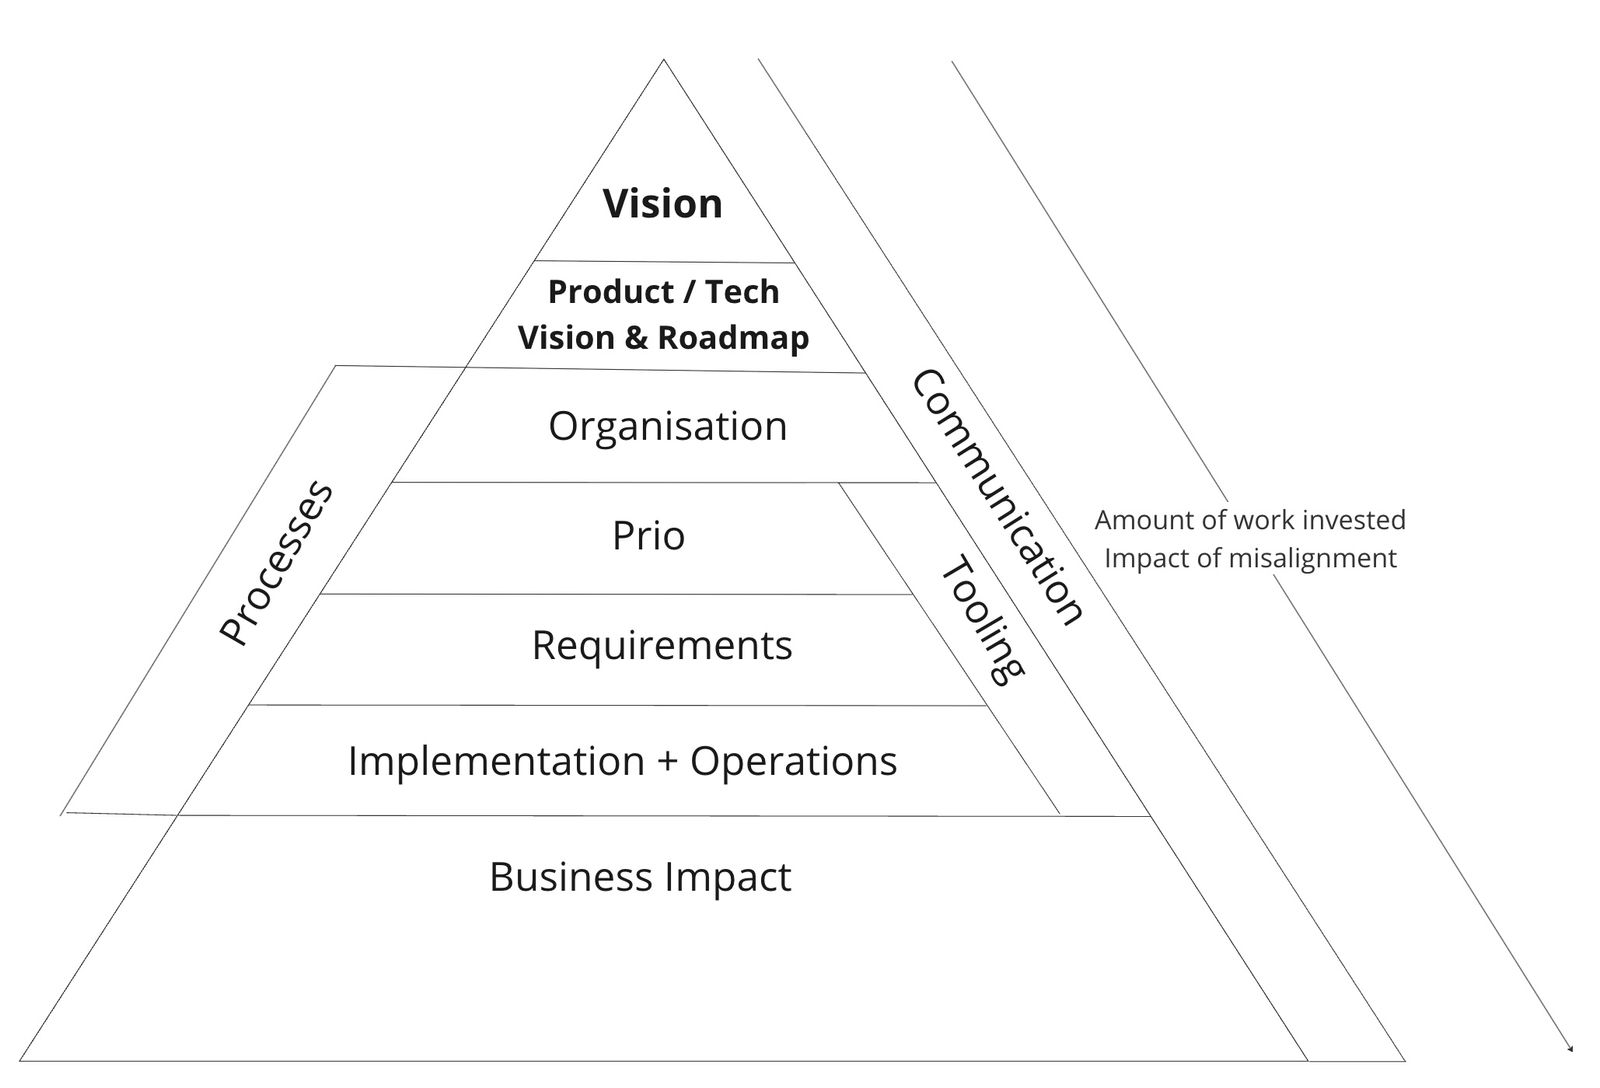 Vision
Product / Tech
Vision & Roadmap
Organisation
Prio
Requirements
Implementation + Operations
Business Impact
Processes
Tooling
Communication
Amount of work invested
Impact of misalignment